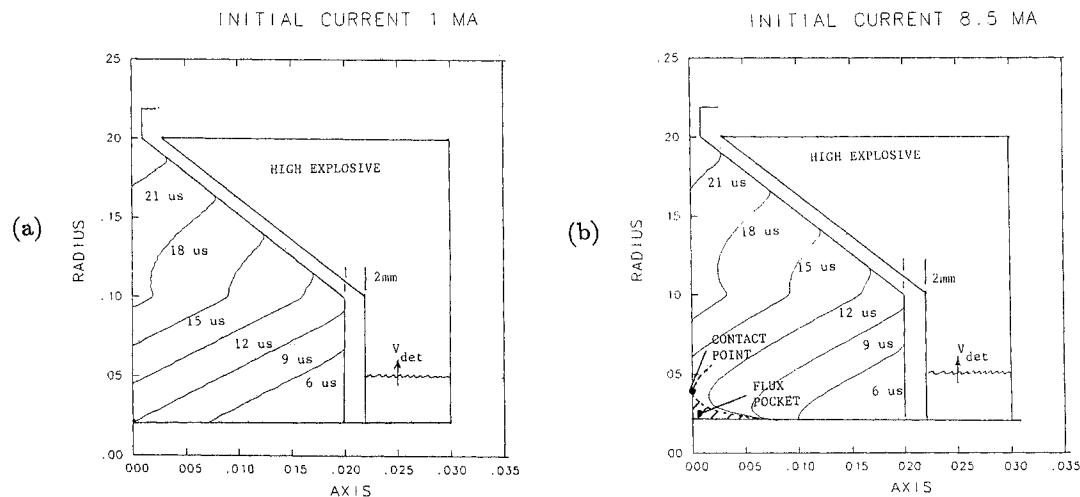 INITIAL CURRENT 1 MA
(a)
RADIUS
.25
.20
.15
.10
.05
.00
HIGH EXPLOSIVE
21 us
18 us
15 us
12 us
9 us
6 us
2mm
V det
.000 .005 .010 .015 .020 .025 .030 .035
AXIS
INITIAL CURRENT 8.5 MA
(b)
RADIUS
.25
.20
.15
.10
.05
.00
HIGH EXPLOSIVE
21 us
18 us
15 us
12 us
9 us
6 us
2mm
V det
CONTACT
POINT
FLUX
POCKET
.000 .005 .010 .015 .020 .025 .030 .035
AXIS